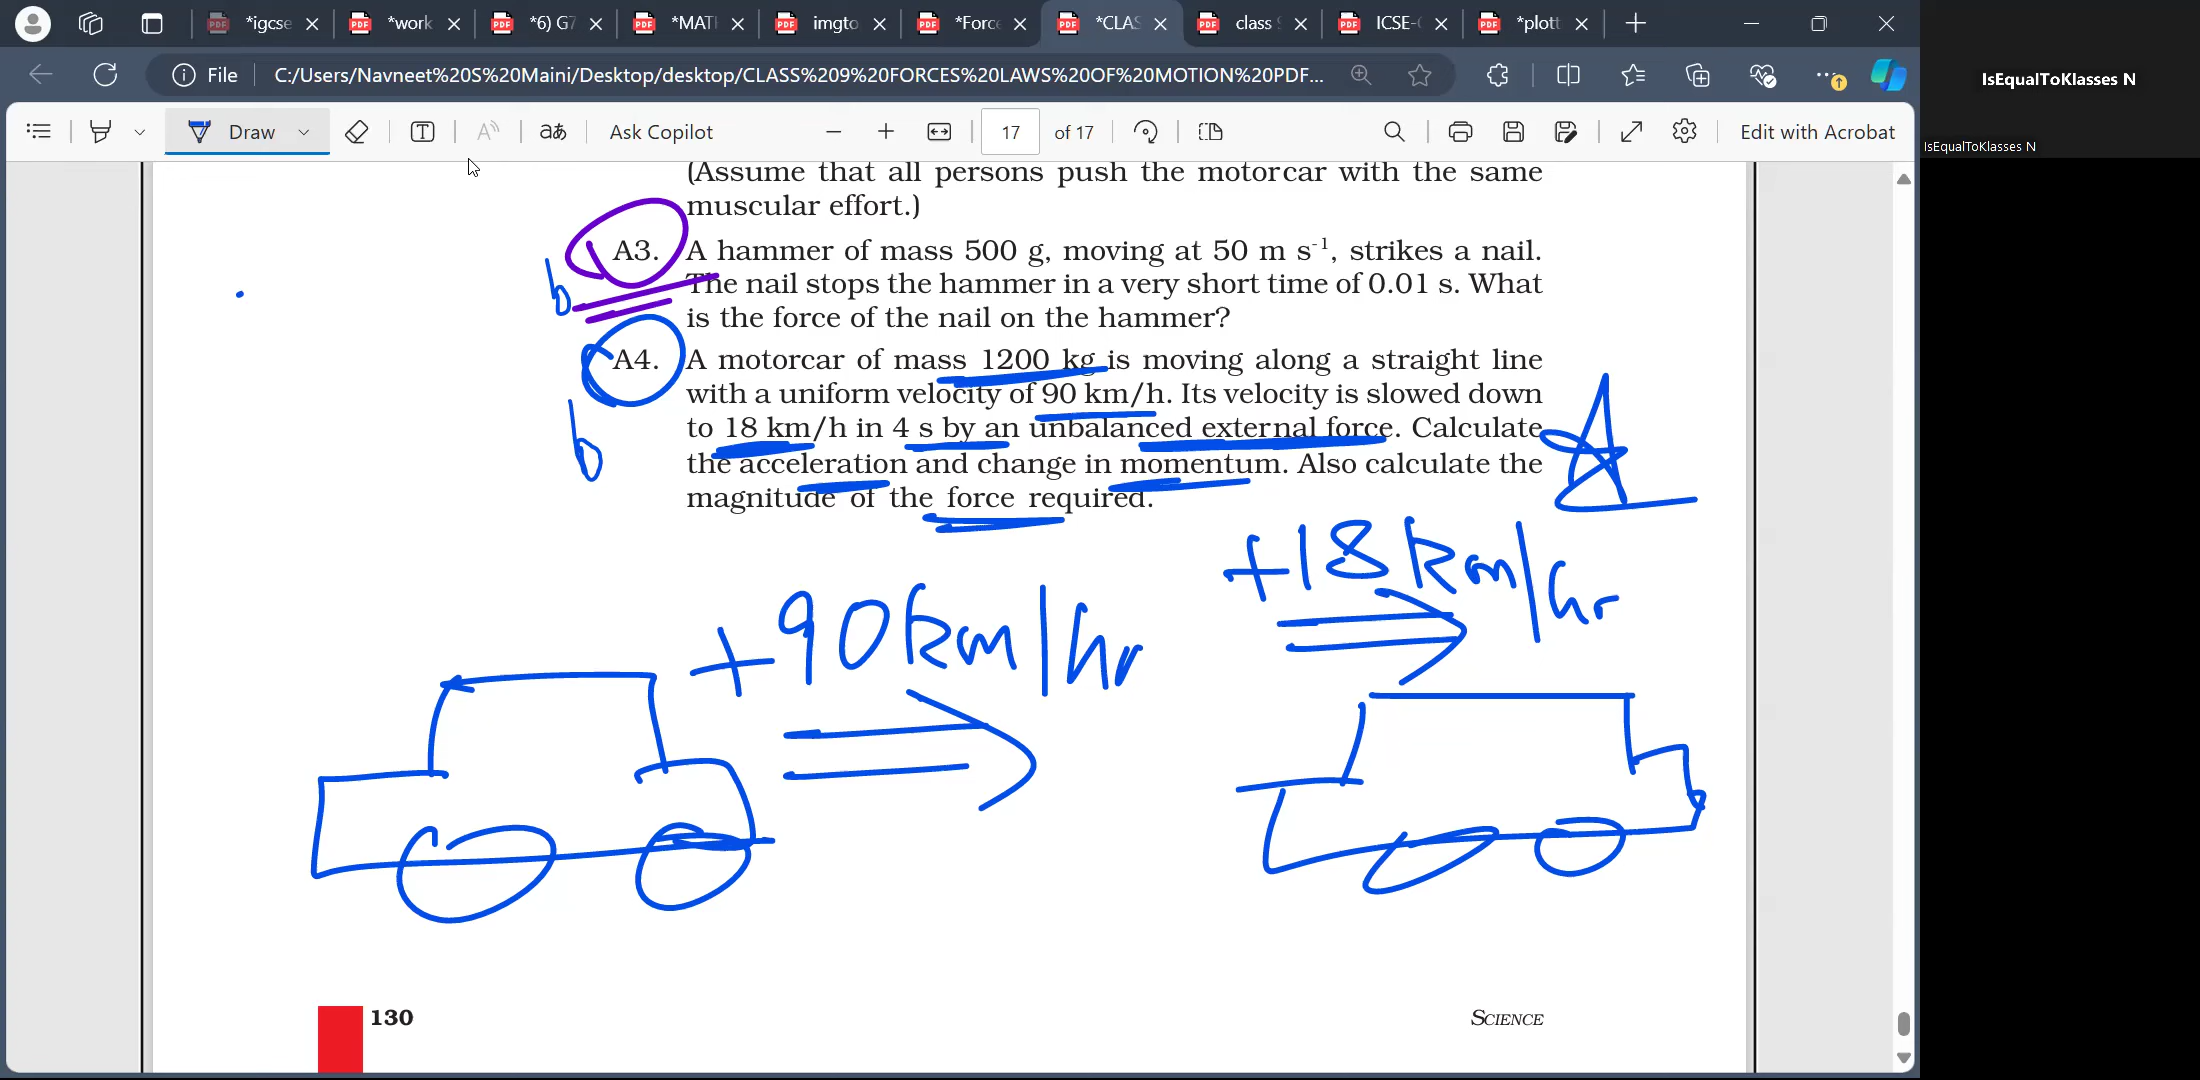 *igcse
*work
*6) G7
*MATI
imgto
*Force
*CLAS
class
ICSE-
*plott
File
C:/Users/Navneet%20S%20Maini/Desktop/desktop/CLASS%209%20FORCES%20LAWS%20OF%20MOTION%20PDF...
Draw
Ask Copilot
17 of 17
Edit with Acrobat
IsEqualToKlasses N
IsEqualToKlasses N
(Assume that all persons push the motorcar with the same
muscular effort.)
A3. A hammer of mass 500 g, moving at 50 m s⁻¹, strikes a nail.
The nail stops the hammer in a very short time of 0.01 s. What
is the force of the nail on the hammer?
A4. A motorcar of mass 1200 kg is moving along a straight line
with a uniform velocity of 90 km/h. Its velocity is slowed down
to 18 km/h in 4 s by an unbalanced external force. Calculate
the acceleration and change in momentum. Also calculate the
magnitude of the force required.
+18km/hr
+90km/hr
130
SCIENCE